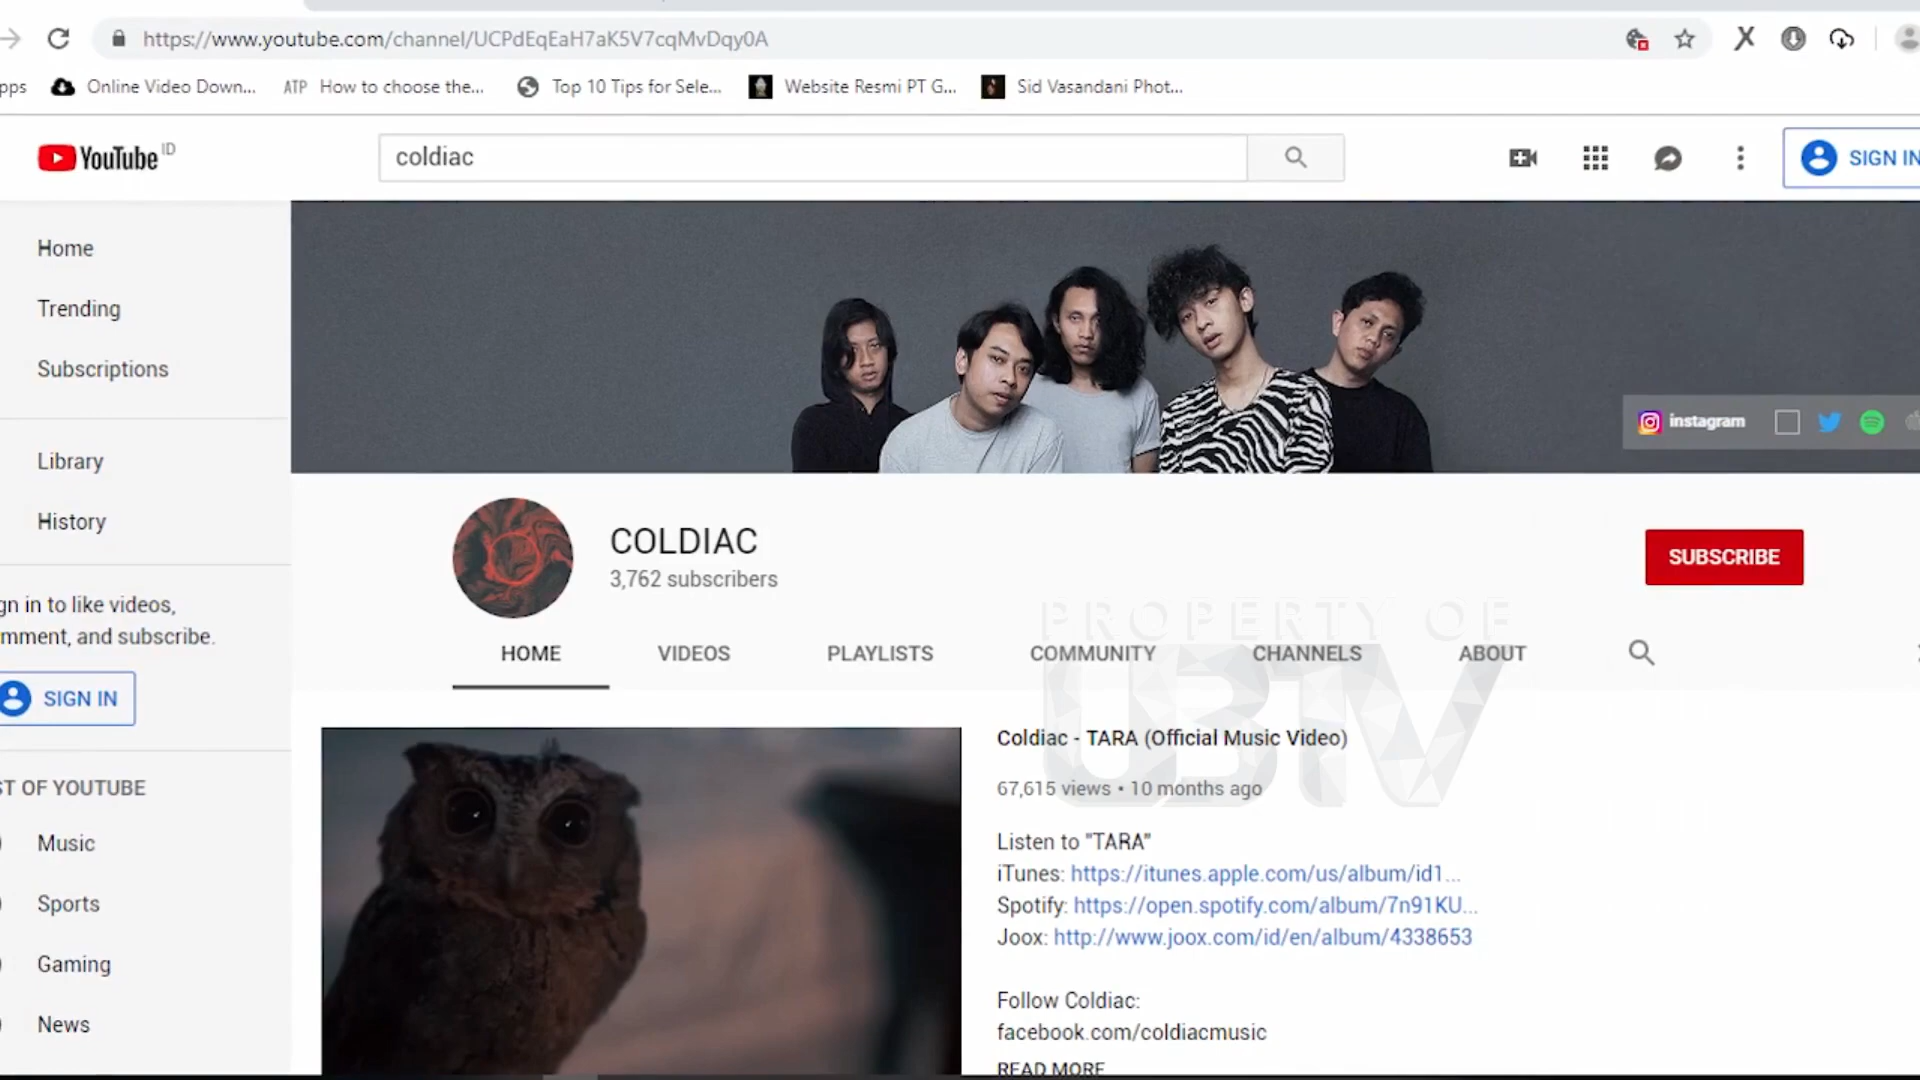 https://www.youtube.com/channel/UCPdEqEaH7aK5V7cqMvDqy0A
pps
Online Video Down...
ATP How to choose the...
Top 10 Tips for Sele...
Website Resmi PT G...
Sid Vasandani Phot...
YouTube ID
coldiac
SIGN IN
Home
Trending
Subscriptions
Library
History
gn in to like videos,
mment, and subscribe.
SIGN IN
ST OF YOUTUBE
Music
Sports
Gaming
News
instagram
COLDIAC
3,762 subscribers
SUBSCRIBE
PROPERTY OF
UBTV
HOME
VIDEOS
PLAYLISTS
COMMUNITY
CHANNELS
ABOUT
Coldiac - TARA (Official Music Video)
67,615 views • 10 months ago
Listen to "TARA"
iTunes: https://itunes.apple.com/us/album/id1...
Spotify: https://open.spotify.com/album/7n91KU...
Joox: http://www.joox.com/id/en/album/4338653
Follow Coldiac:
facebook.com/coldiacmusic
READ MORE